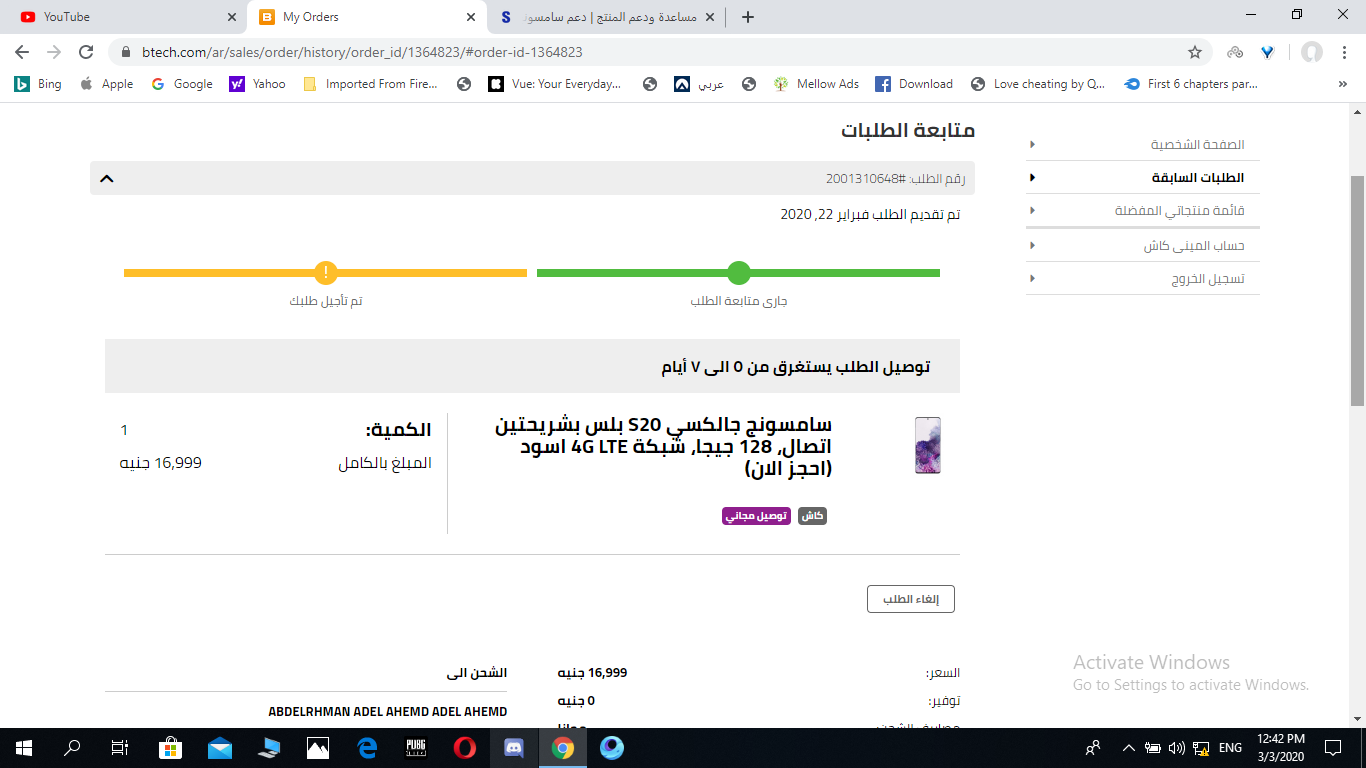 YouTube
My Orders
مساعدة ودعم المنتج | دعم سامسو
btech.com/ar/sales/order/history/order_id/1364823/#order-id-1364823
Bing
Apple
Google
Yahoo
Imported From Fire...
Vue: Your Everyday...
عربي
Mellow Ads
Download
Love cheating by Q...
First 6 chapters par...
متابعة الطلبات
رقم الطلب: #2001310648
تم تقديم الطلب فبراير 22, 2020
جارى متابعة الطلب
تم تأجيل طلبك
توصيل الطلب يستغرق من ٥ الى ٧ أيام
سامسونج جالكسي S20 بلس بشريحتين
اتصال, 128 جيجا, شبكة 4G LTE اسود
(احجز الان)
كاش
توصيل مجاني
الكمية: 1
المبلغ بالكامل 16,999 جنيه
إلغاء الطلب
السعر: 16,999 جنيه
توفير: 0 جنيه
الشحن الى
ABDELRHMAN ADEL AHEMD ADEL AHEMD
الصفحة الشخصية
الطلبات السابقة
قائمة منتجاتي المفضلة
حساب المينى كاش
تسجيل الخروج
Activate Windows
Go to Settings to activate Windows.
PUBG
ENG
12:42 PM
3/3/2020